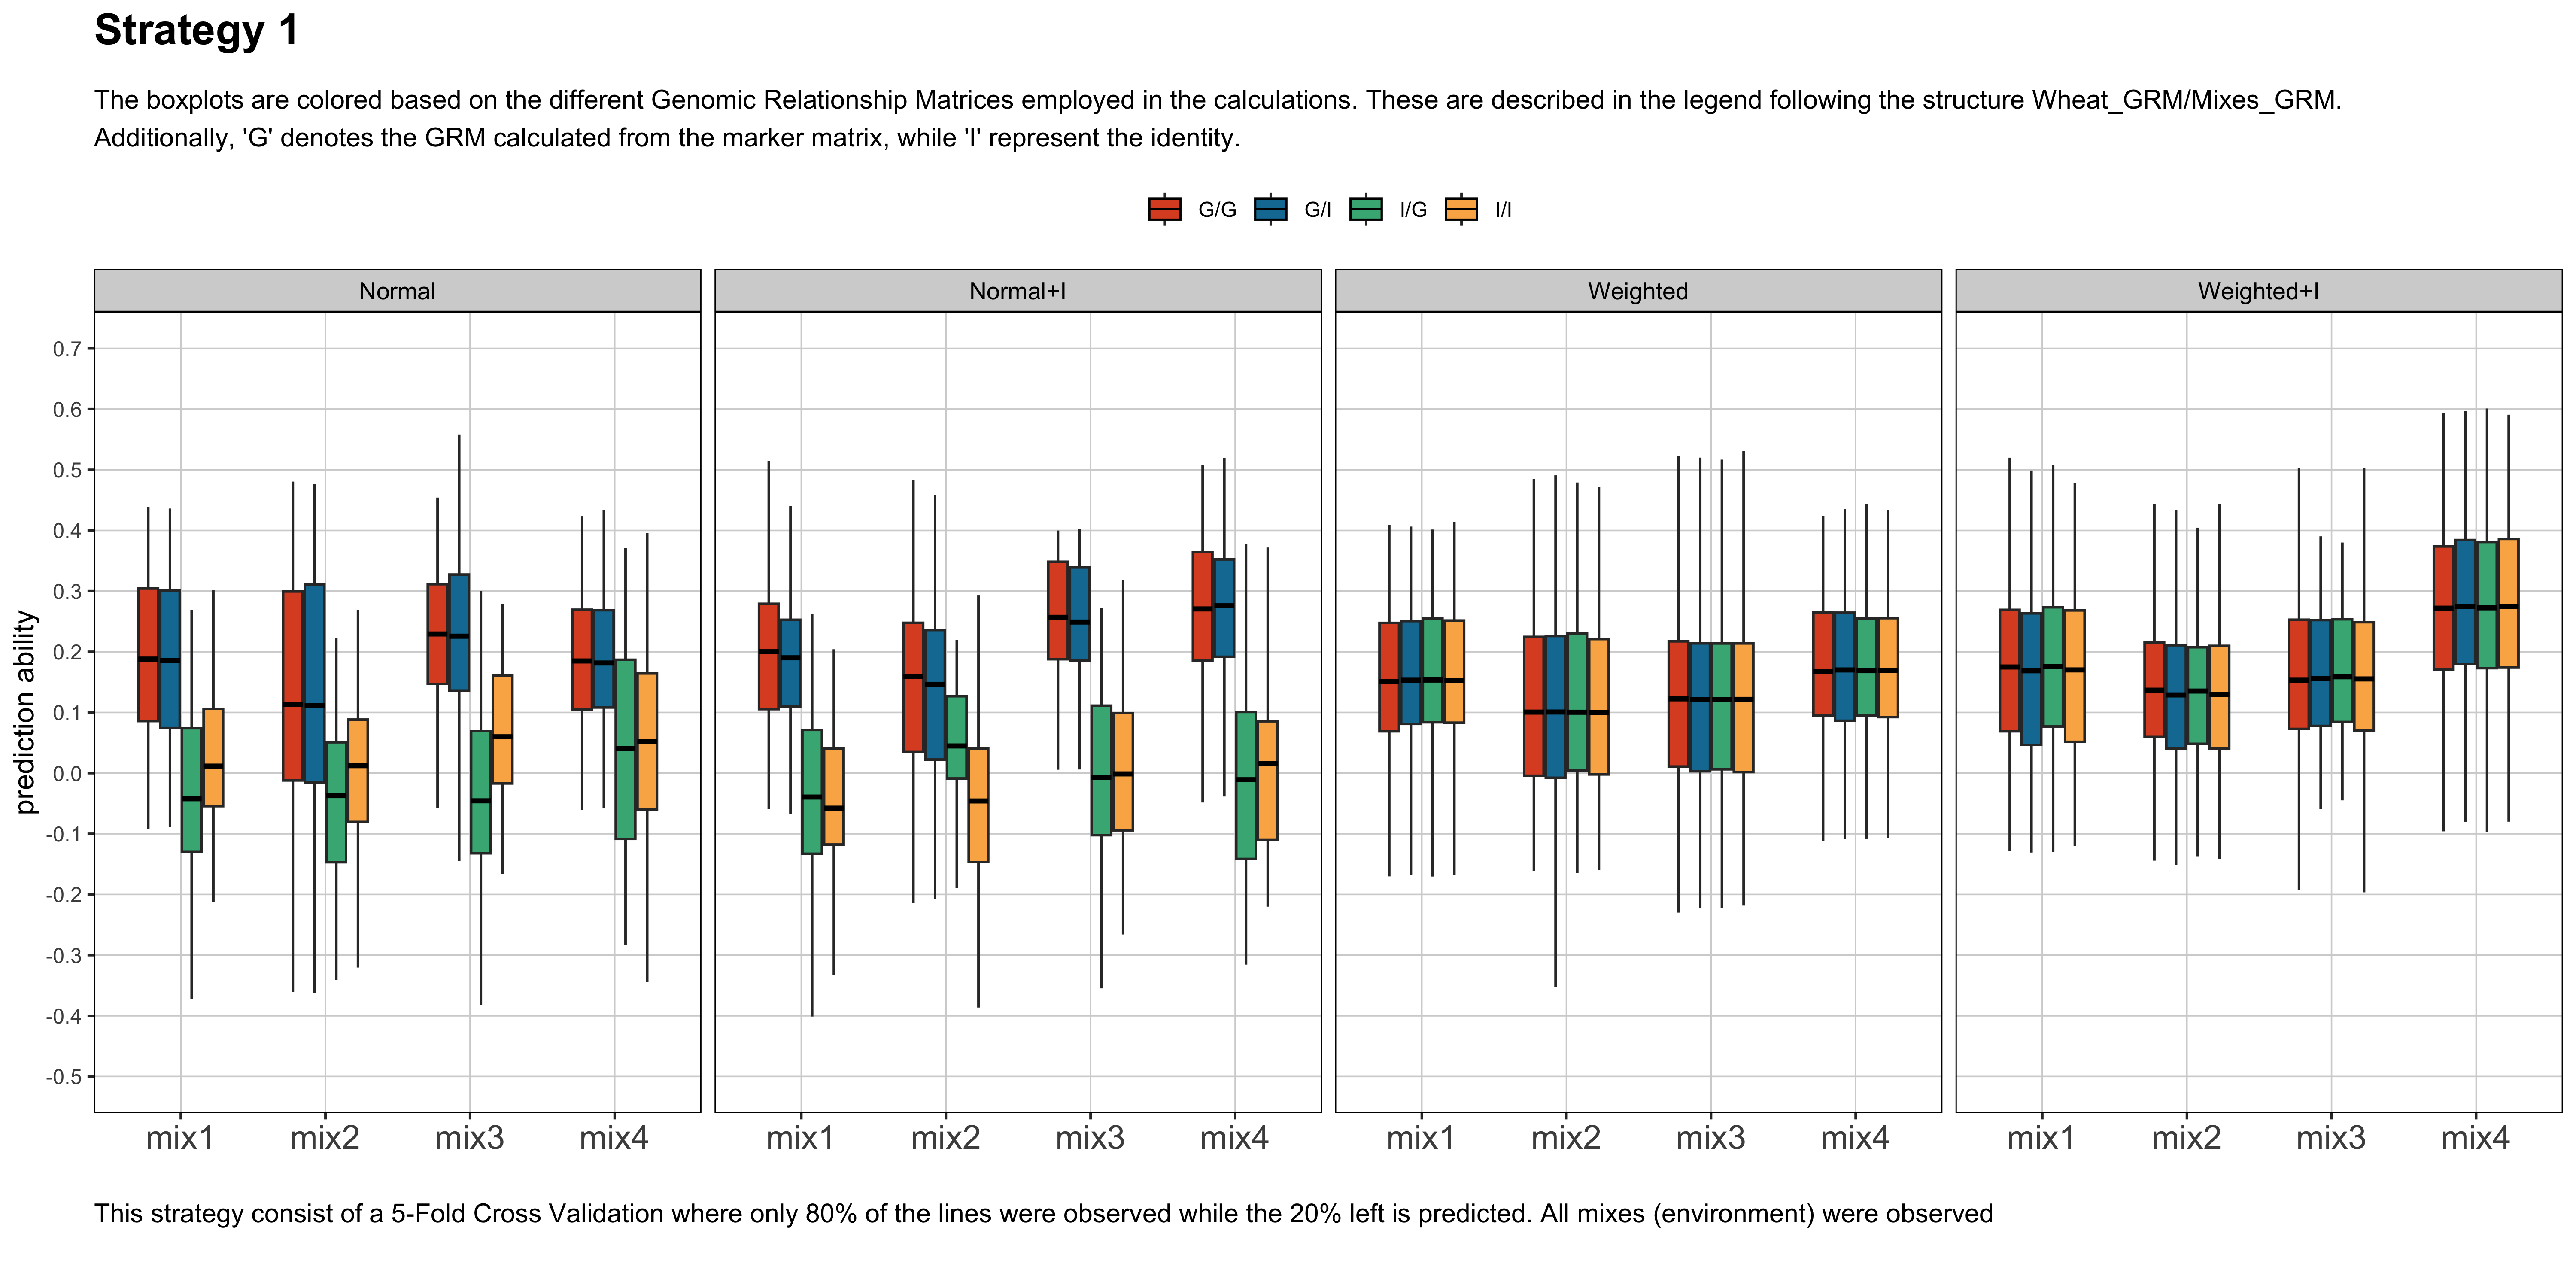 Strategy 1
The boxplots are colored based on the different Genomic Relationship Matrices employed in the calculations. These are described in the legend following the structure Wheat_GRM/Mixes_GRM.
Additionally, 'G' denotes the GRM calculated from the marker matrix, while 'I' represent the identity.
G/G G/I I/G I/I
Normal Normal+I Weighted Weighted+I
prediction ability
0.7
0.6
0.5
0.4
0.3
0.2
0.1
0.0
-0.1
-0.2
-0.3
-0.4
-0.5
mix1 mix2 mix3 mix4 mix1 mix2 mix3 mix4 mix1 mix2 mix3 mix4 mix1 mix2 mix3 mix4
This strategy consist of a 5-Fold Cross Validation where only 80% of the lines were observed while the 20% left is predicted. All mixes (environment) were observed